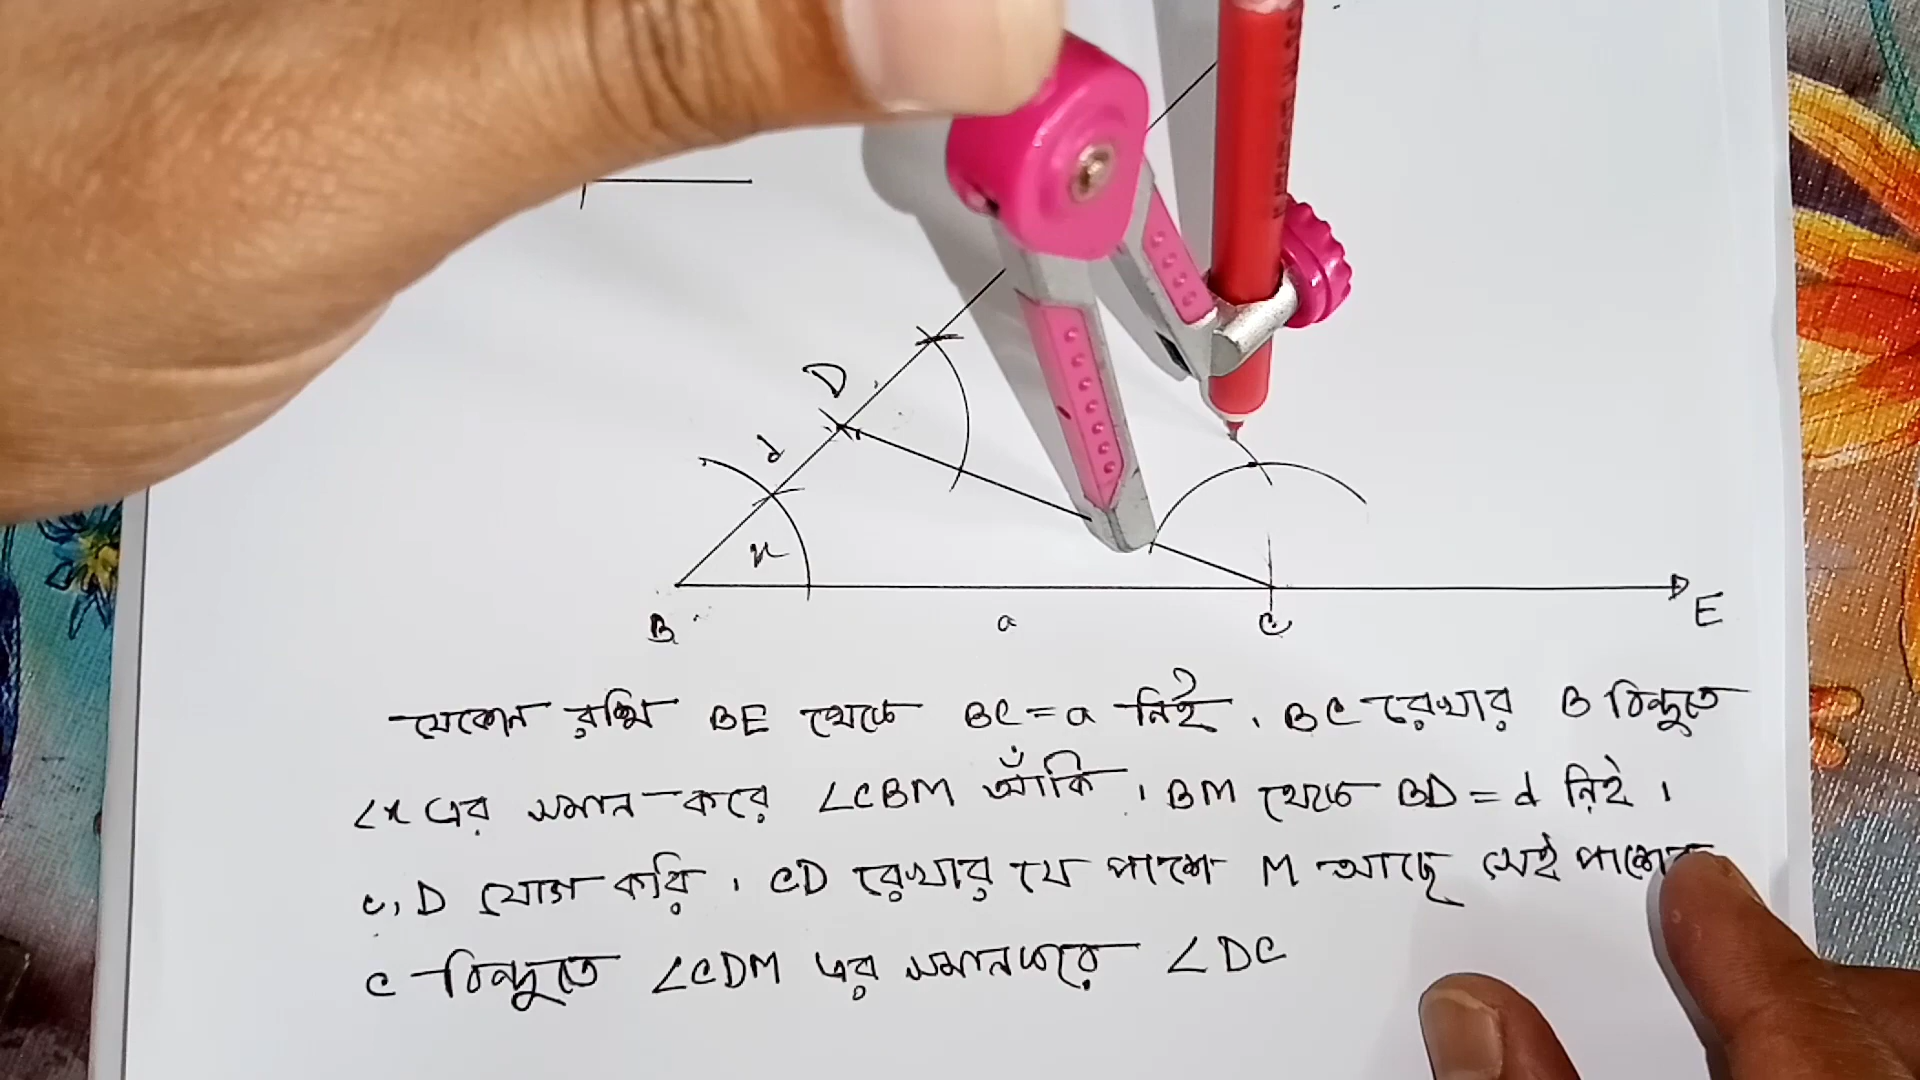 D
d
x
B
a
C
E
যেকোন রশ্মি BE থেকে BC = a নিই। BC রেখার B বিন্দুতে
∠x এর সমান করে ∠CBM আঁকি। BM থেকে BD = d নিই।
C, D যোগ করি। CD রেখার যে পাশে M আছে সেই পাশের
C বিন্দুতে ∠CDM এর সমান করে ∠DC